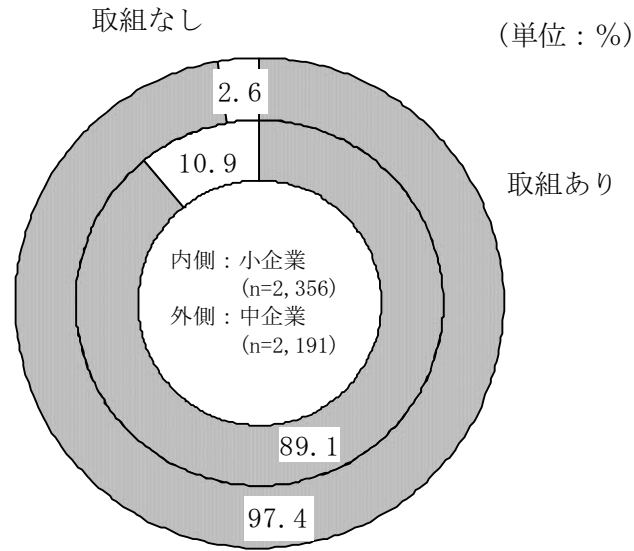 取組なし
(単位：%)
2.6
10.9
取組あり
内側：小企業
(n=2,356)
外側：中企業
(n=2,191)
89.1
97.4